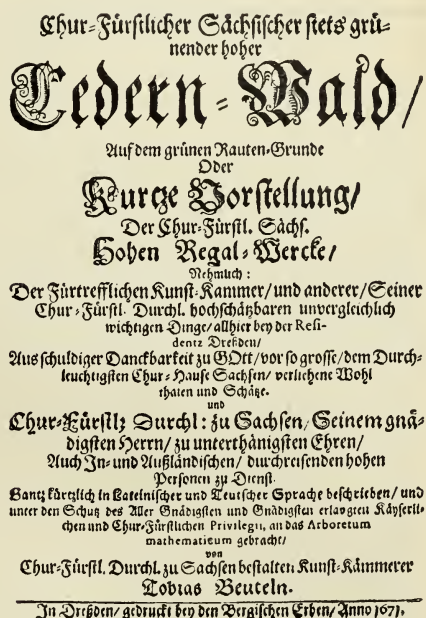 Chur-Fürstlicher Sächsischer stets grü-
nender hoher
Cedern-Wald/
Auf dem grünen Rauten-Grunde
Oder
Kurtze Vorstellung/
Der Chur-Fürstl. Sächs.
Hohen Regal-Wercke/
Nehmlich:
Der Fürtrefflichen Kunst-Kammer/ und anderer/ Seiner
Chur-Fürstl. Durchl. hochschätzbaren unvergleichlich
wichtigen Dinge/ allhier bey der Resi-
dentz Dreßden/
Aus schuldiger Danckbarkeit zu GOtt/ vor so grosse/ dem Durch-
leuchtigsten Chur-Hause Sachsen/ verliehene Wohl
thaten und Schätze.
und
Chur-Fürstl: Durchl: zu Sachsen/ Seinem gnä-
digsten Herrn/ zu unterthänigsten Ehren/
Auch In- und Außländischen/ durchreisenden hohen
Personen zu Dienst.
Gantz kürtzlich in Lateinischer und Teutscher Sprache beschrieben/ und
unter den Schutz des Aller Gnädigsten und Gnädigsten erlangten Käyserli-
chen und Chur-Fürstlichen Privilegii, an das Arboretum
mathematicum gebracht/
von
Chur-Fürstl. Durchl. zu Sachsen bestalten Kunst-Kämmerer
Tobias Beuteln.
In Dreßden/ gedruckt bey den Bergischen Erben/ Anno 1671.